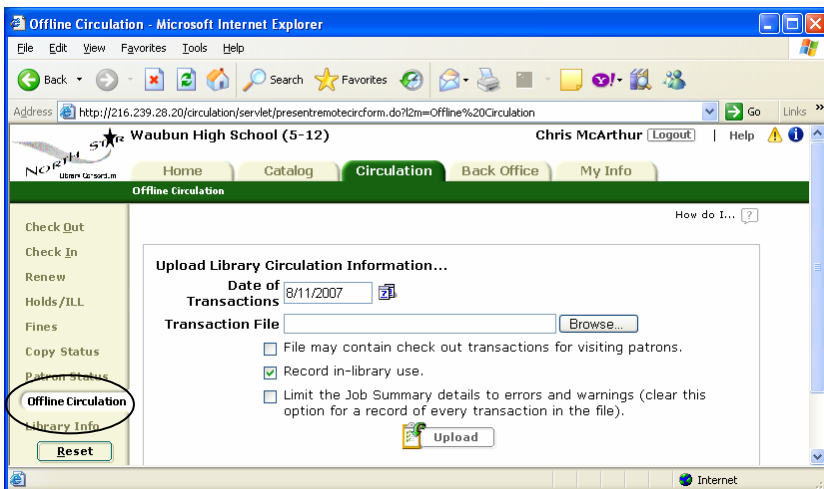 Offline Circulation - Microsoft Internet Explorer
File Edit View Favorites Tools Help
Back Search Favorites
Address http://216.239.28.20/circulation/servlet/presentremotecircform.do?l2m=Offline%20Circulation Go Links »
NORTH STAR Waubun High School (5-12) Chris McArthur Logout | Help
Home Catalog Circulation Back Office My Info
Offline Circulation
How do I... ?
Check Out
Check In
Renew
Holds/ILL
Fines
Copy Status
Patron Status
Offline Circulation
Library Info
Reset
Upload Library Circulation Information...
Date of Transactions 8/11/2007
Transaction File Browse...
File may contain check out transactions for visiting patrons.
Record in-library use.
Limit the Job Summary details to errors and warnings (clear this
option for a record of every transaction in the file).
Upload
Internet